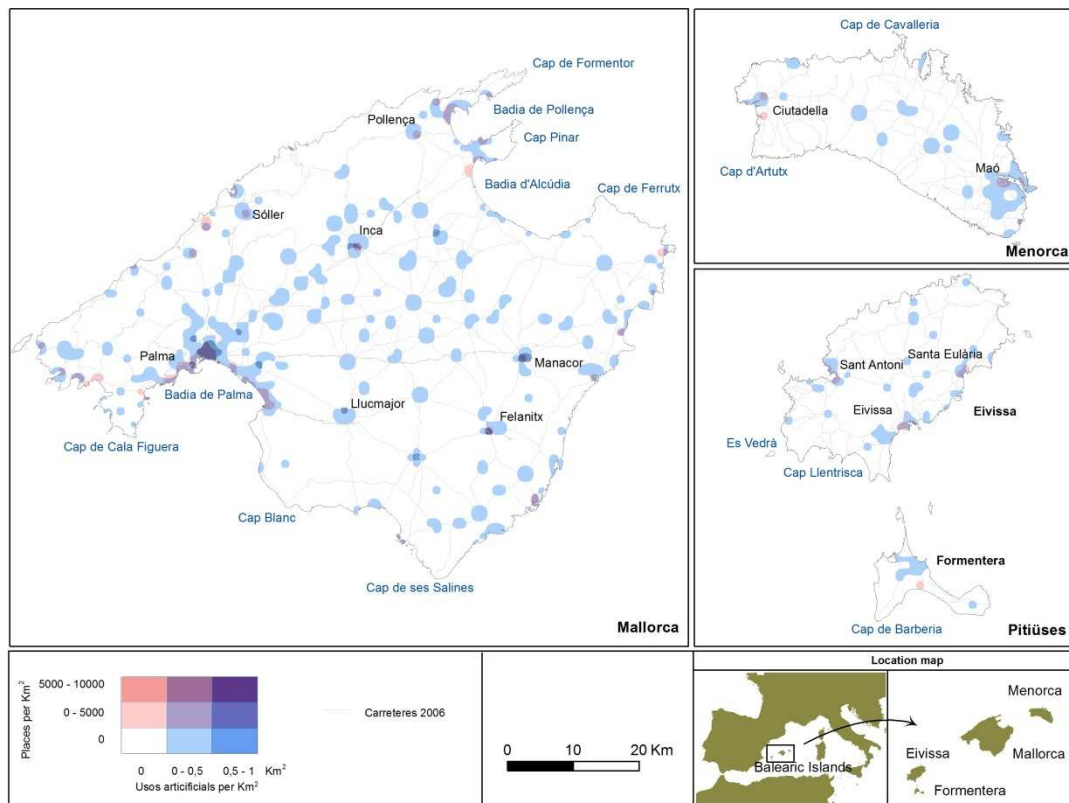 Cap de Formentor
Badia de Pollença
Pollença
Cap Pinar
Badia d'Alcúdia
Cap de Ferrutx
Sóller
Inca
Palma
Manacor
Badia de Palma
Llucmajor
Felanitx
Cap de Cala Figuera
Cap Blanc
Cap de ses Salines
Mallorca
Cap de Cavalleria
Ciutadella
Cap d'Artutx
Maó
Menorca
Santa Eulària
Sant Antoni
Eivissa
Eivissa
Es Vedrà
Cap Llentrisca
Formentera
Cap de Barberia
Pitiüses
Places per Km²
5000 - 10000
0 - 5000
0
0 0 - 0,5 0,5 - 1 Km²
Usos articificials per Km²
Carreteres 2006
0 10 20 Km
Location map
Balearic Islands
Menorca
Mallorca
Eivissa
Formentera